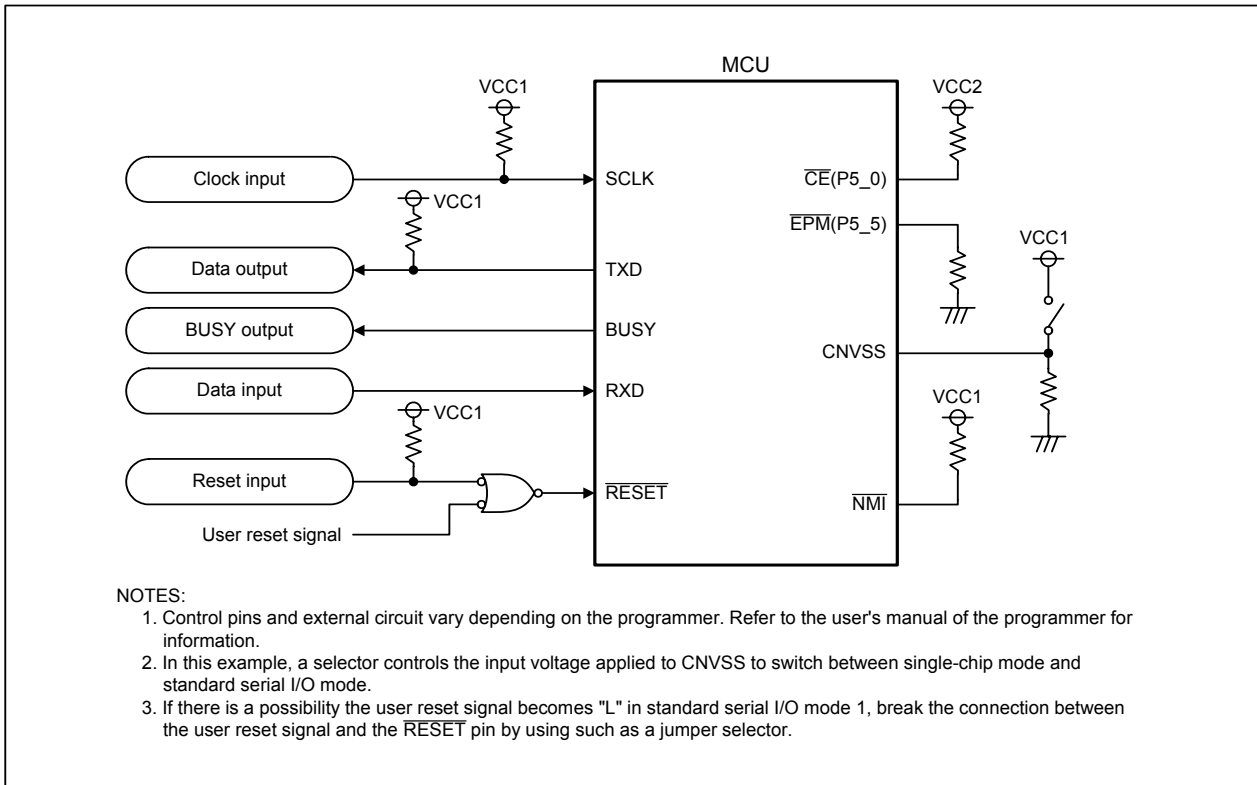 MCU
VCC1
VCC2
Clock input
SCLK
CE(P5_0)
VCC1
EPM(P5_5)
VCC1
Data output
TXD
BUSY output
BUSY
CNVSS
Data input
RXD
VCC1
VCC1
Reset input
RESET
NMI
User reset signal
NOTES:
1. Control pins and external circuit vary depending on the programmer. Refer to the user's manual of the programmer for
information.
2. In this example, a selector controls the input voltage applied to CNVSS to switch between single-chip mode and
standard serial I/O mode.
3. If there is a possibility the user reset signal becomes "L" in standard serial I/O mode 1, break the connection between
the user reset signal and the RESET pin by using such as a jumper selector.